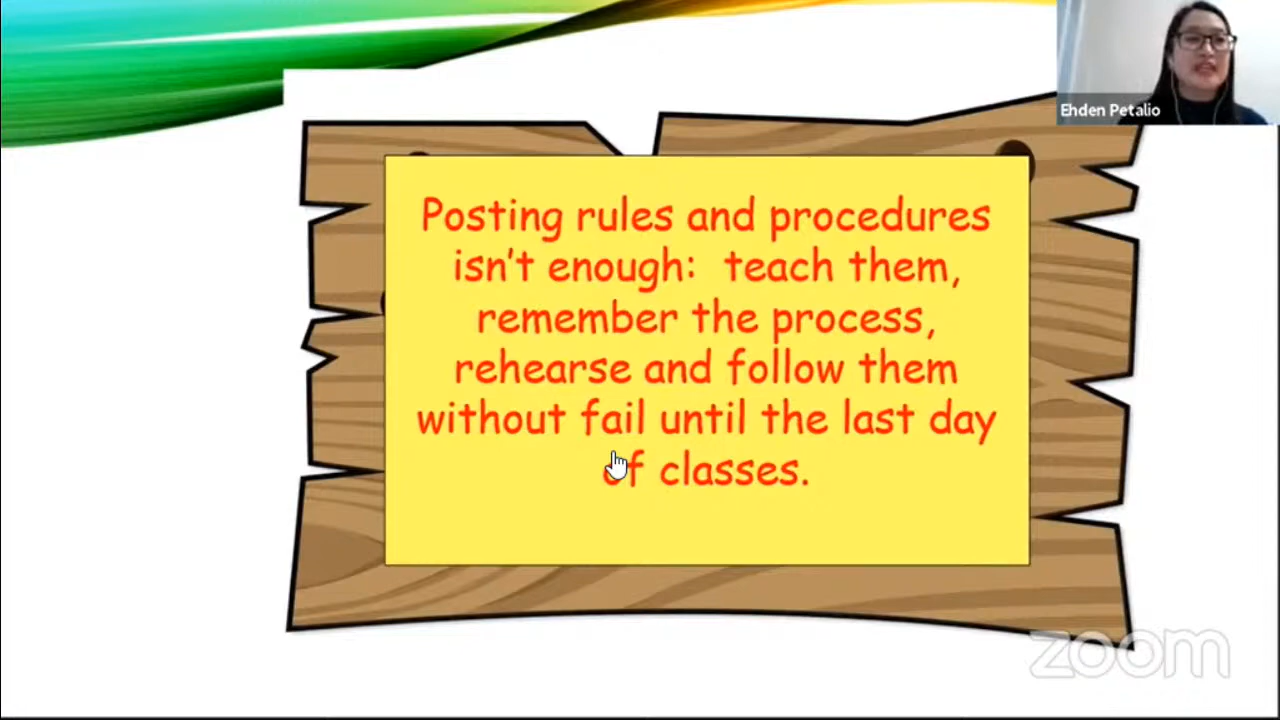 Ehden Petalio
Posting rules and procedures
isn't enough:  teach them,
remember the process,
rehearse and follow them
without fail until the last day
of classes.
zoom